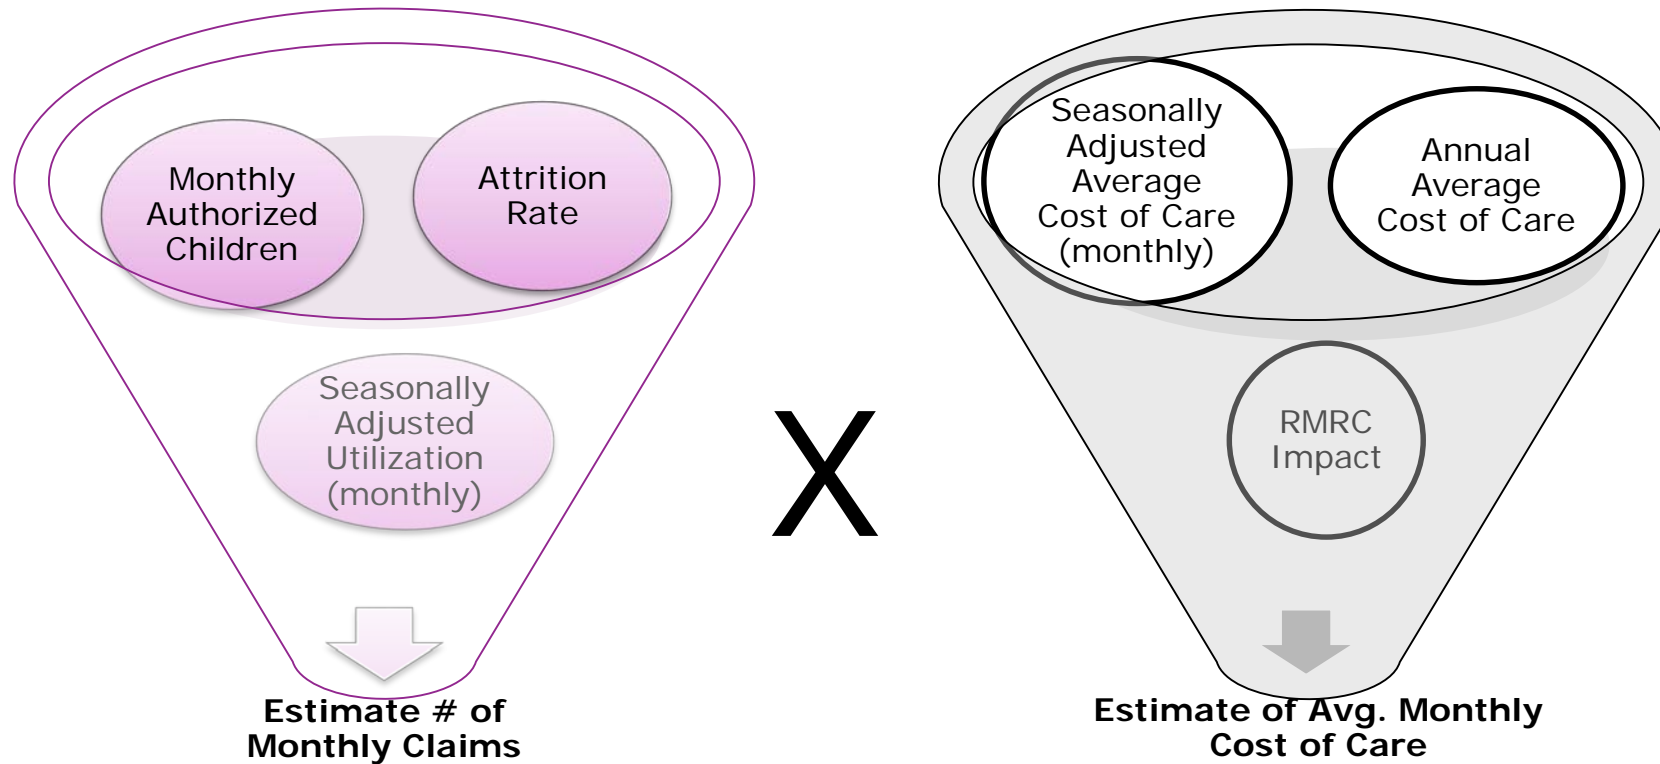 Monthly
Authorized
Children
Attrition
Rate
Seasonally
Adjusted
Utilization
(monthly)
Estimate # of
Monthly Claims
X
Seasonally
Adjusted
Average
Cost of Care
(monthly)
Annual
Average
Cost of Care
RMRC
Impact
Estimate of Avg. Monthly
Cost of Care